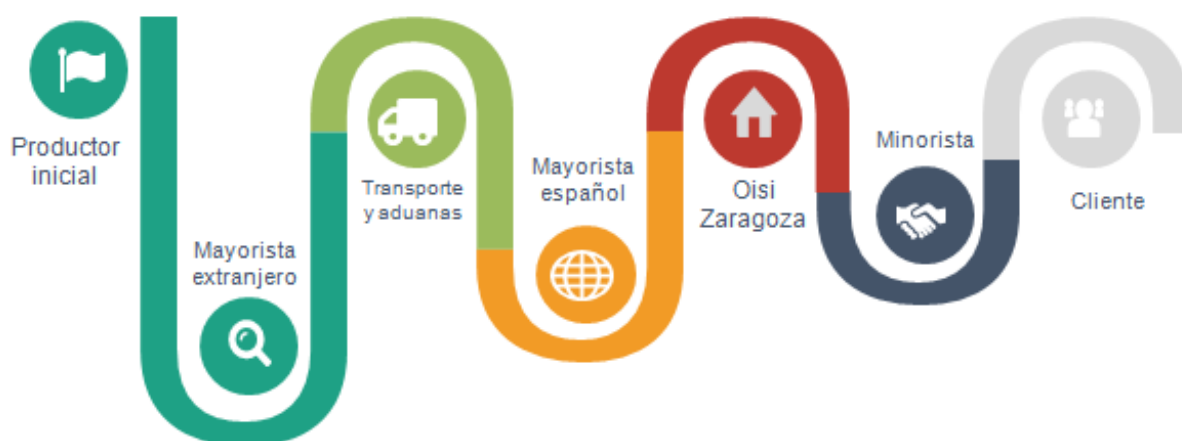 Productor
inicial
Mayorista
extranjero
Transporte
y aduanas
Mayorista
español
Oisi
Zaragoza
Minorista
Cliente